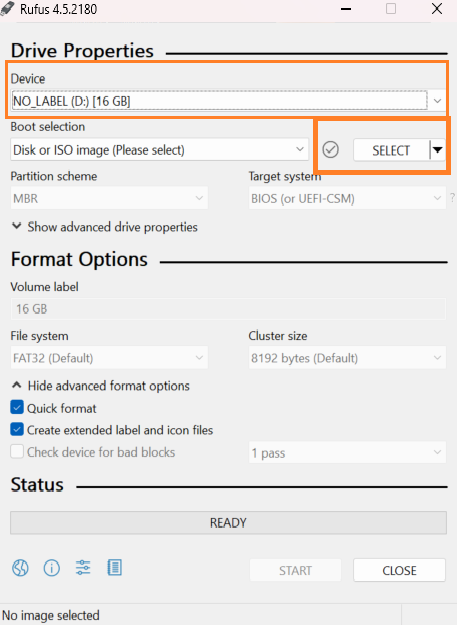 Rufus 4.5.2180
Drive Properties
Device
NO_LABEL (D:) [16 GB]
Boot selection
Disk or ISO image (Please select)
SELECT
Partition scheme
Target system
MBR
BIOS (or UEFI-CSM)
?
Show advanced drive properties
Format Options
Volume label
16 GB
File system
Cluster size
FAT32 (Default)
8192 bytes (Default)
Hide advanced format options
Quick format
Create extended label and icon files
Check device for bad blocks
1 pass
Status
READY
START
CLOSE
No image selected